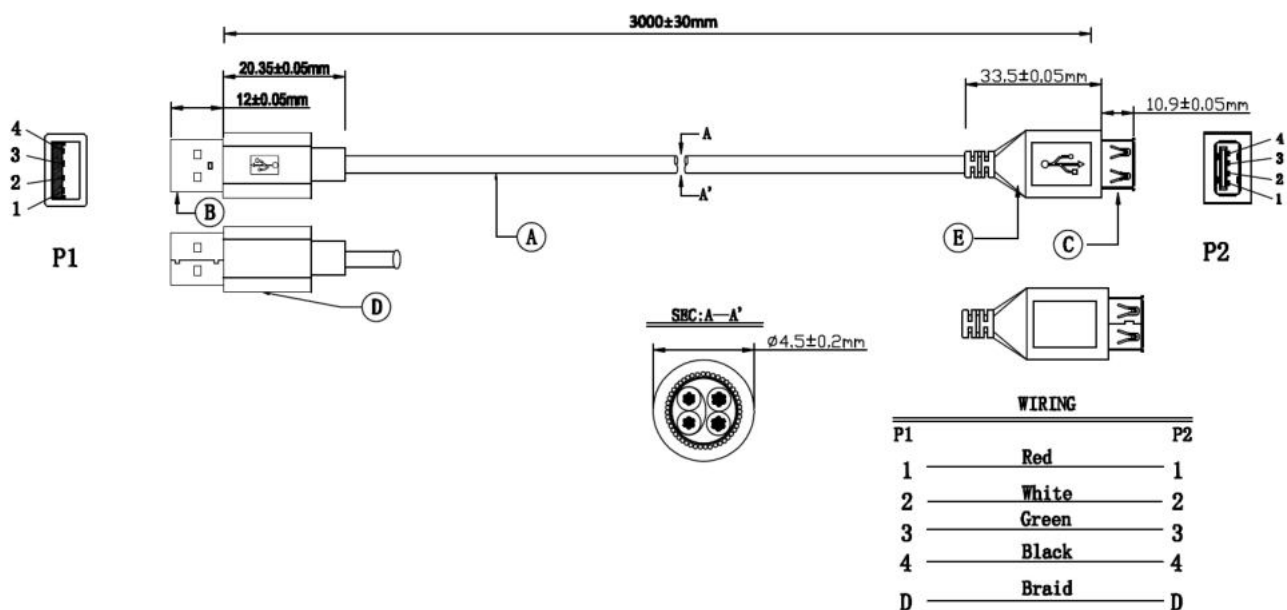 3000±30mm
20.35±0.05mm
33.5±0.05mm
12±0.05mm
10.9±0.05mm
4
3
2
1
P1
B
A
A'
A
E
C
4
3
2
1
P2
D
SEC:A—A'
Ø4.5±0.2mm
WIRING
P1 P2
1 Red 1
2 White 2
3 Green 3
4 Black 4
D Braid D